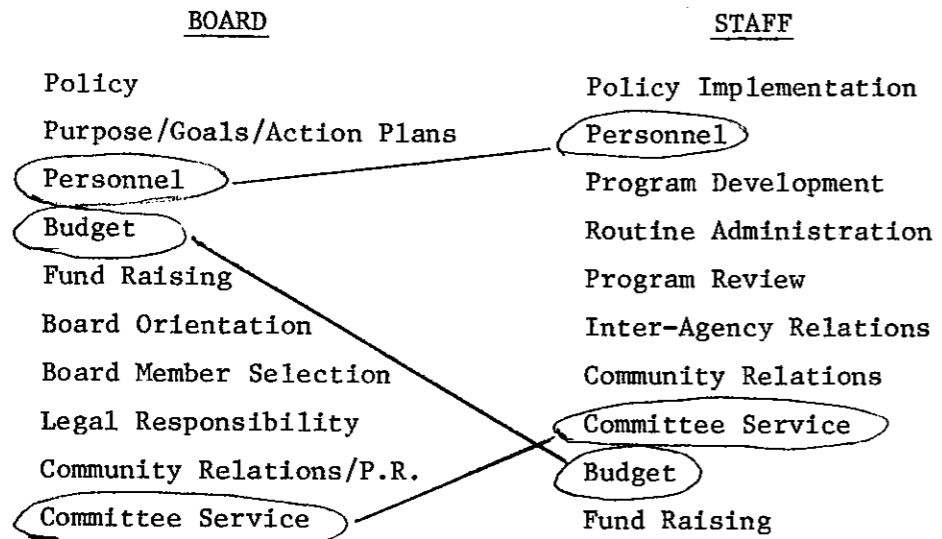 BOARD
Policy
Purpose/Goals/Action Plans
Personnel
Budget
Fund Raising
Board Orientation
Board Member Selection
Legal Responsibility
Community Relations/P.R.
Committee Service
STAFF
Policy Implementation
Personnel
Program Development
Routine Administration
Program Review
Inter-Agency Relations
Community Relations
Committee Service
Budget
Fund Raising